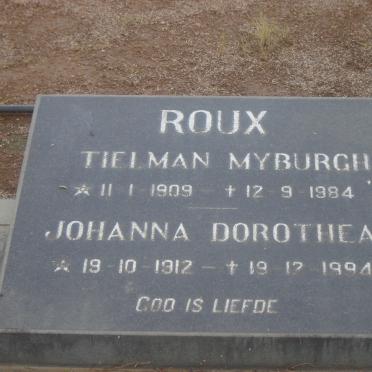 ROUX
TIELMAN MYBURGH
☆ 11-1-1909 - † 12-9-1984
JOHANNA DOROTHEA
☆ 19-10-1912 - † 19-12-1994
GOD IS LIEFDE